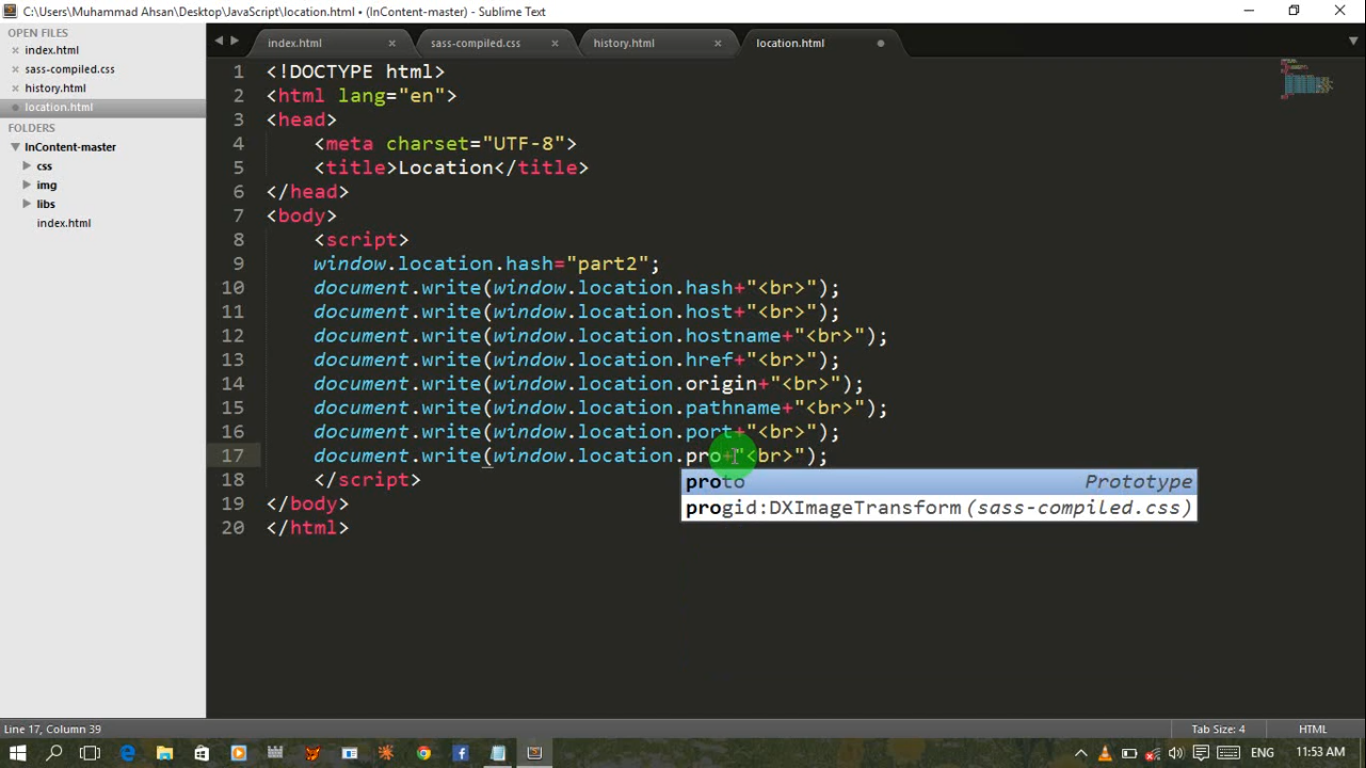 C:\Users\Muhammad Ahsan\Desktop\JavaScript\location.html • (InContent-master) - Sublime Text
OPEN FILES
index.html
sass-compiled.css
history.html
location.html
FOLDERS
InContent-master
css
img
libs
index.html
index.html sass-compiled.css history.html location.html
1 <!DOCTYPE html>
2 <html lang="en">
3 <head>
4 <meta charset="UTF-8">
5 <title>Location</title>
6 </head>
7 <body>
8 <script>
9 window.location.hash="part2";
10 document.write(window.location.hash+"<br>");
11 document.write(window.location.host+"<br>");
12 document.write(window.location.hostname+"<br>");
13 document.write(window.location.href+"<br>");
14 document.write(window.location.origin+"<br>");
15 document.write(window.location.pathname+"<br>");
16 document.write(window.location.port+"<br>");
17 document.write(window.location.pro+"<br>");
proto Prototype
progid:DXImageTransform (sass-compiled.css)
18 </script>
19 </body>
20 </html>
Line 17, Column 39 Tab Size: 4 HTML
ENG 11:53 AM